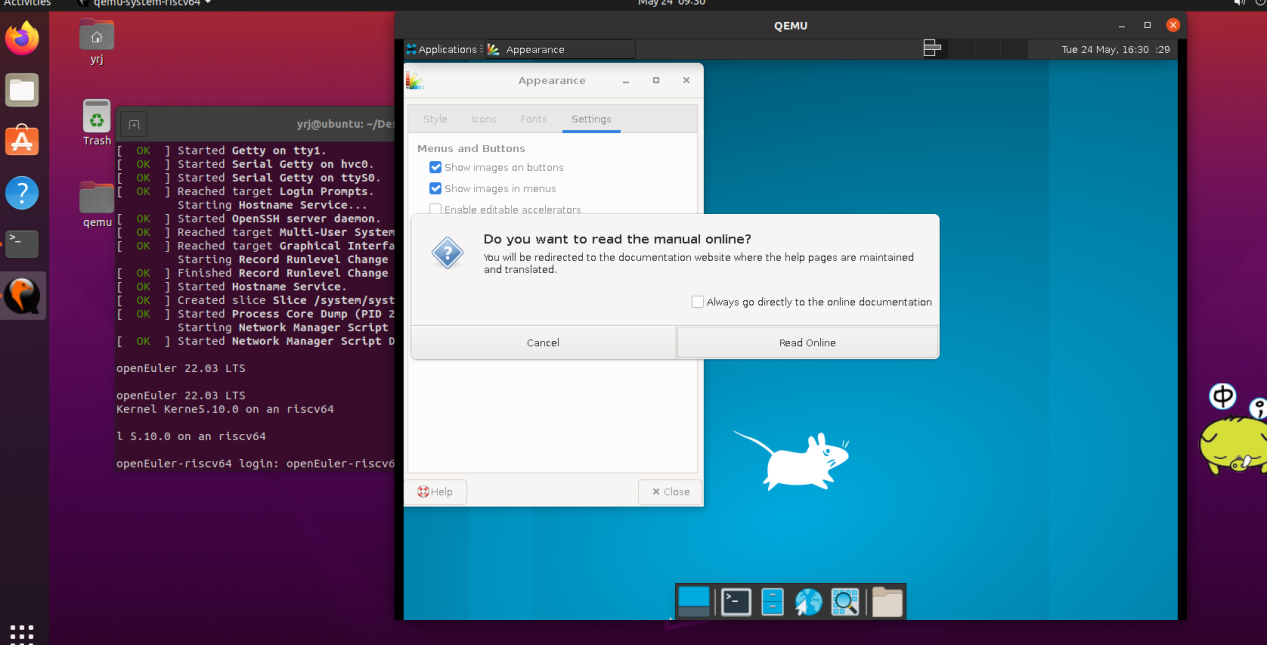 Activities
qemu-system-riscv64
May 24 09:30
yrj
Trash
qemu
yrj@ubuntu: ~/Des
[  OK  ] Started Getty on tty1.
[  OK  ] Started Serial Getty on hvc0.
[  OK  ] Started Serial Getty on ttyS0.
[  OK  ] Reached target Login Prompts.
Starting Hostname Service...
[  OK  ] Started OpenSSH server daemon.
[  OK  ] Reached target Multi-User System
[  OK  ] Reached target Graphical Interfa
Starting Record Runlevel Change
[  OK  ] Finished Record Runlevel Change
[  OK  ] Started Hostname Service.
[  OK  ] Created slice Slice /system/syst
[  OK  ] Started Process Core Dump (PID 2
Starting Network Manager Script
[  OK  ] Started Network Manager Script D
openEuler 22.03 LTS
openEuler 22.03 LTS
Kernel Kerne5.10.0 on an riscv64
l 5.10.0 on an riscv64
openEuler-riscv64 login: openEuler-riscv6
QEMU
Applications
Appearance
Tue 24 May, 16:30 :29
Appearance
Style
Icons
Fonts
Settings
Menus and Buttons
Show images on buttons
Show images in menus
Enable editable accelerators
Do you want to read the manual online?
You will be redirected to the documentation website where the help pages are maintained
and translated.
Always go directly to the online documentation
Cancel
Read Online
Help
Close
中